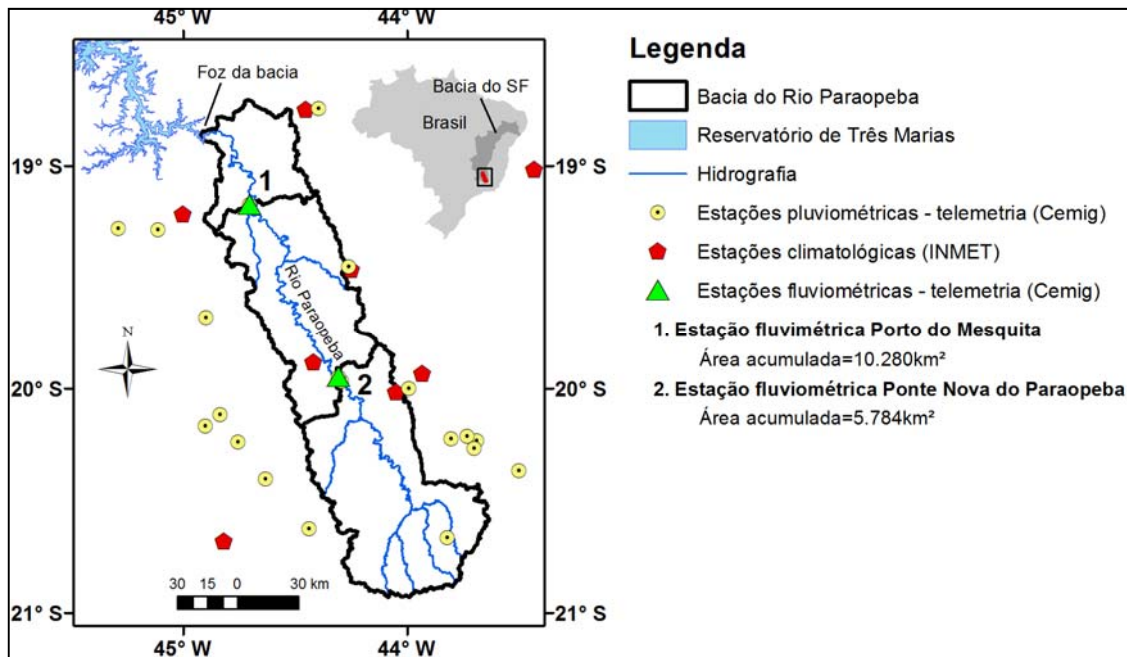 45° W
44° W
Foz da bacia
Bacia do SF
Brasil
19° S
19° S
1
Rio Paraopeba
N
20° S
20° S
2
30 15 0 30 km
21° S
21° S
45° W
44° W
Legenda
Bacia do Rio Paraopeba
Reservatório de Três Marias
Hidrografia
Estações pluviométricas - telemetria (Cemig)
Estações climatológicas (INMET)
Estações fluviométricas - telemetria (Cemig)
1. Estação fluvimétrica Porto do Mesquita
Área acumulada=10.280km²
2. Estação fluviométrica Ponte Nova do Paraopeba
Área acumulada=5.784km²